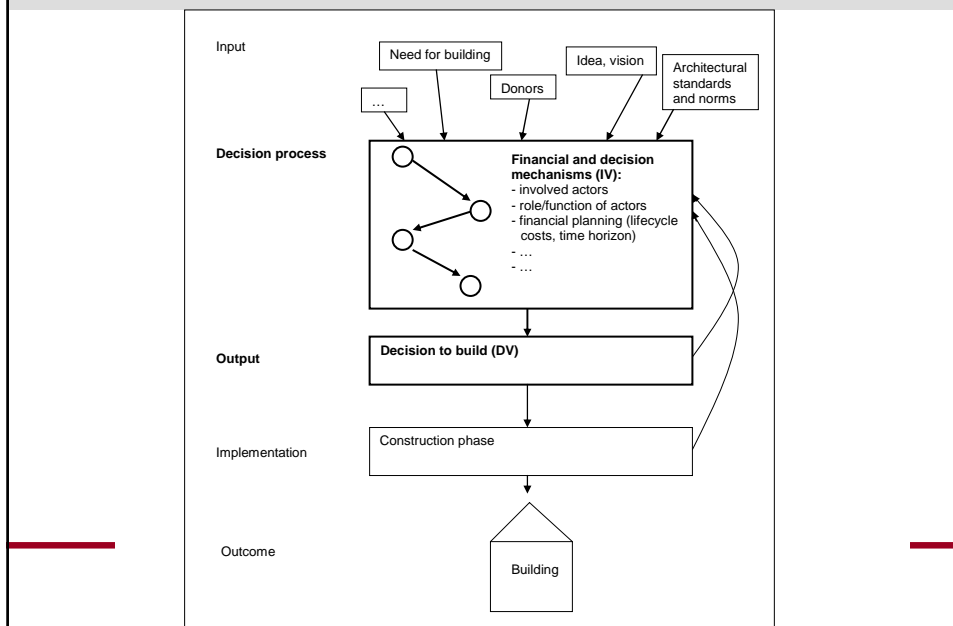 Input
Need for building
Idea, vision
Architectural
standards
and norms
Donors
…
Decision process
Financial and decision
mechanisms (IV):
- involved actors
- role/function of actors
- financial planning (lifecycle
costs, time horizon)
- …
- …
Output
Decision to build (DV)
Implementation
Construction phase
Outcome
Building